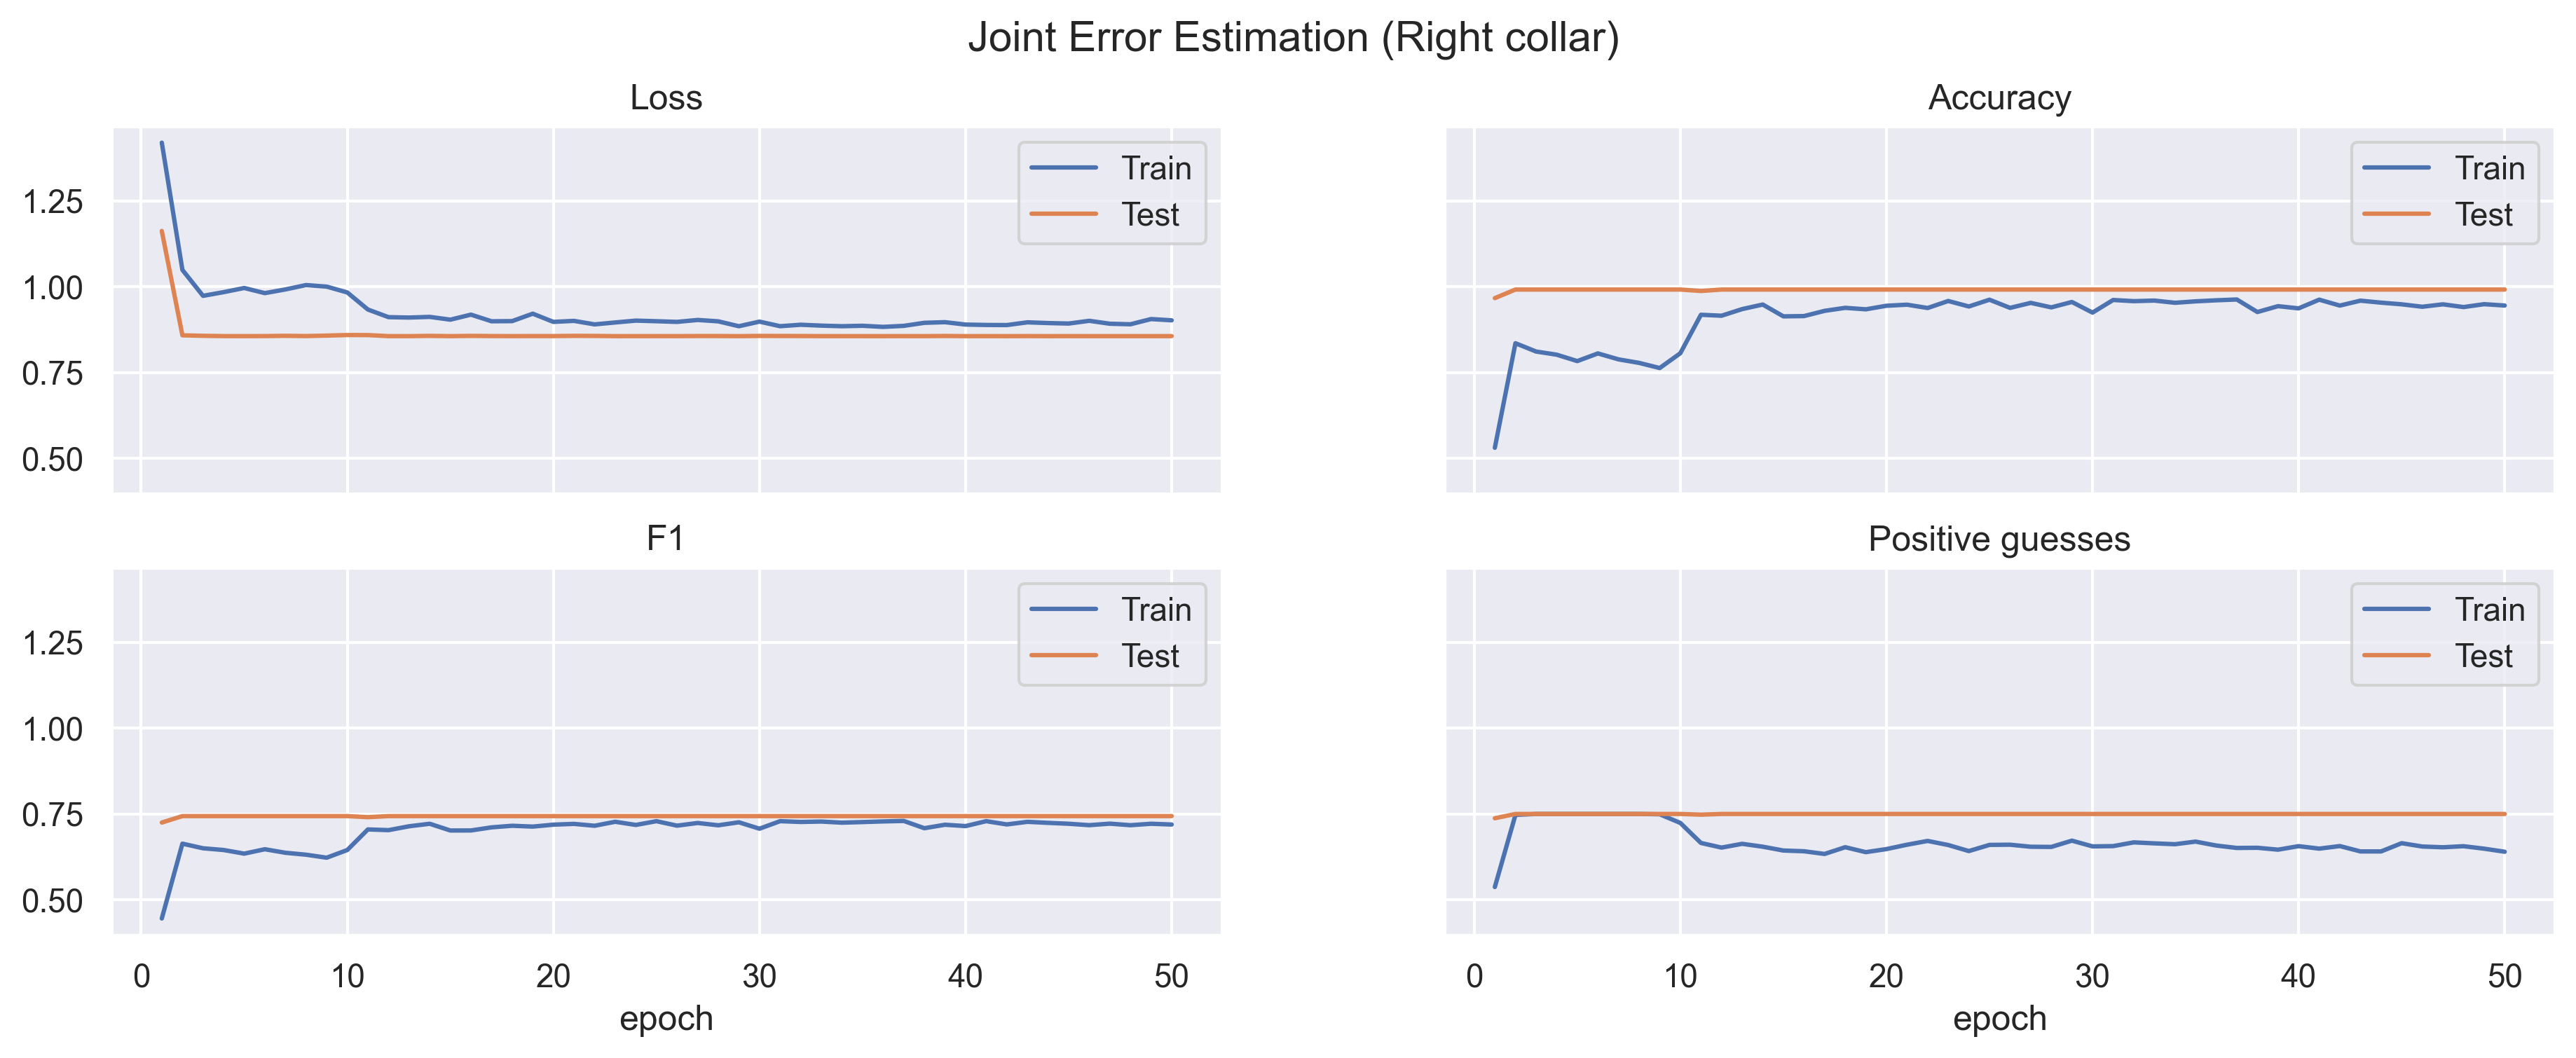 Joint Error Estimation (Right collar)
Loss
Accuracy
1.25
1.00
0.75
0.50
Train
Test
Train
Test
F1
Positive guesses
1.25
1.00
0.75
0.50
Train
Test
Train
Test
0 10 20 30 40 50
0 10 20 30 40 50
epoch
epoch